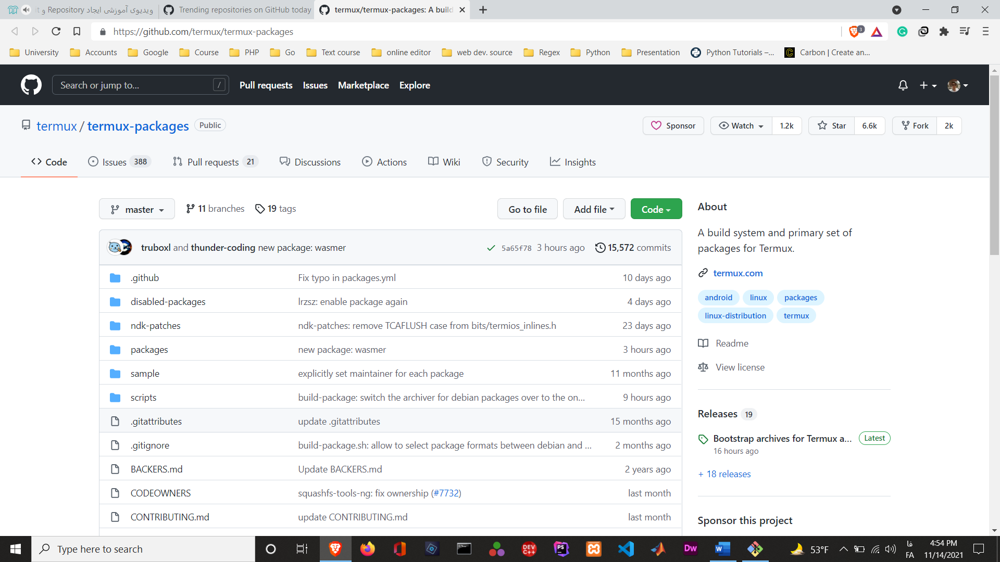 ویدیوی آموزشی ایجاد Repository و
Trending repositories on GitHub today
termux/termux-packages: A build
https://github.com/termux/termux-packages
3
University Accounts Google Course PHP Go Text course online editor web dev. source Regex Python Presentation Python Tutorials –... Carbon | Create an...
Search or jump to... / Pull requests Issues Marketplace Explore
termux / termux-packages Public Sponsor Watch 1.2k Star 6.6k Fork 2k
Code Issues 388 Pull requests 21 Discussions Actions Wiki Security Insights
master 11 branches 19 tags Go to file Add file Code
truboxl and thunder-coding new package: wasmer 5a65f78 3 hours ago 15,572 commits
.github Fix typo in packages.yml 10 days ago
disabled-packages lrzsz: enable package again 4 days ago
ndk-patches ndk-patches: remove TCAFLUSH case from bits/termios_inlines.h 23 days ago
packages new package: wasmer 3 hours ago
sample explicitly set maintainer for each package 11 months ago
scripts build-package: switch the archiver for debian packages over to the on... 9 hours ago
.gitattributes update .gitattributes 15 months ago
.gitignore build-package.sh: allow to select package formats between debian and ... 2 months ago
BACKERS.md Update BACKERS.md 2 years ago
CODEOWNERS squashfs-tools-ng: fix ownership (#7732) last month
CONTRIBUTING.md update CONTRIBUTING.md last month
About
A build system and primary set of
packages for Termux.
termux.com
android linux packages
linux-distribution termux
Readme
View license
Releases 19
Bootstrap archives for Termux a... Latest
16 hours ago
+ 18 releases
Sponsor this project
Type here to search
DEV C++
PS
Dw
W
53°F
فا
FA
4:54 PM
11/14/2021